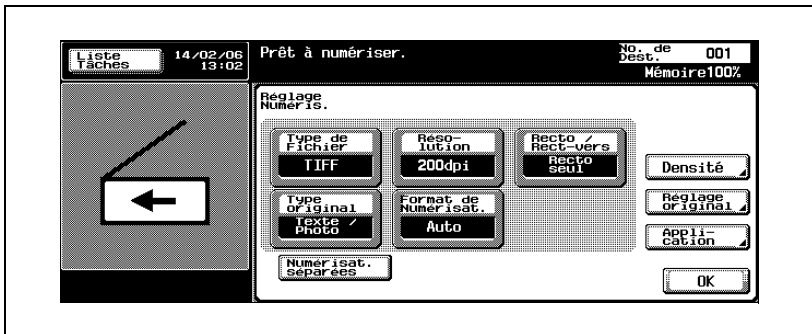 Liste
Tâches
14/02/06
13:02
Prêt à numériser.
No. de
Dest.
001
Mémoire100%
Réglage
Numéris.
Type de
Fichier
TIFF
Réso-
lution
200dpi
Recto /
Rect-vers
Recto
seul
Type
original
Texte /
Photo
Format de
Numérisat.
Auto
Densité
Réglage
original
Appli-
cation
Numérisat.
séparées
OK